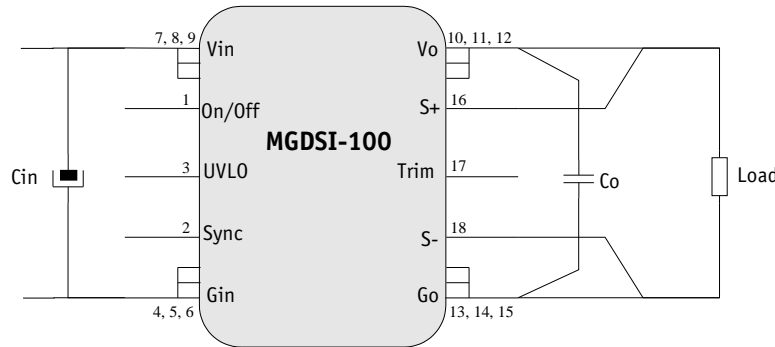 7, 8, 9
Vin
Vo
10, 11, 12
1
On/Off
S+
16
MGDSI-100
Cin
3
UVLO
Trim
17
Co
Load
2
Sync
S-
18
Gin
Go
4, 5, 6
13, 14, 15